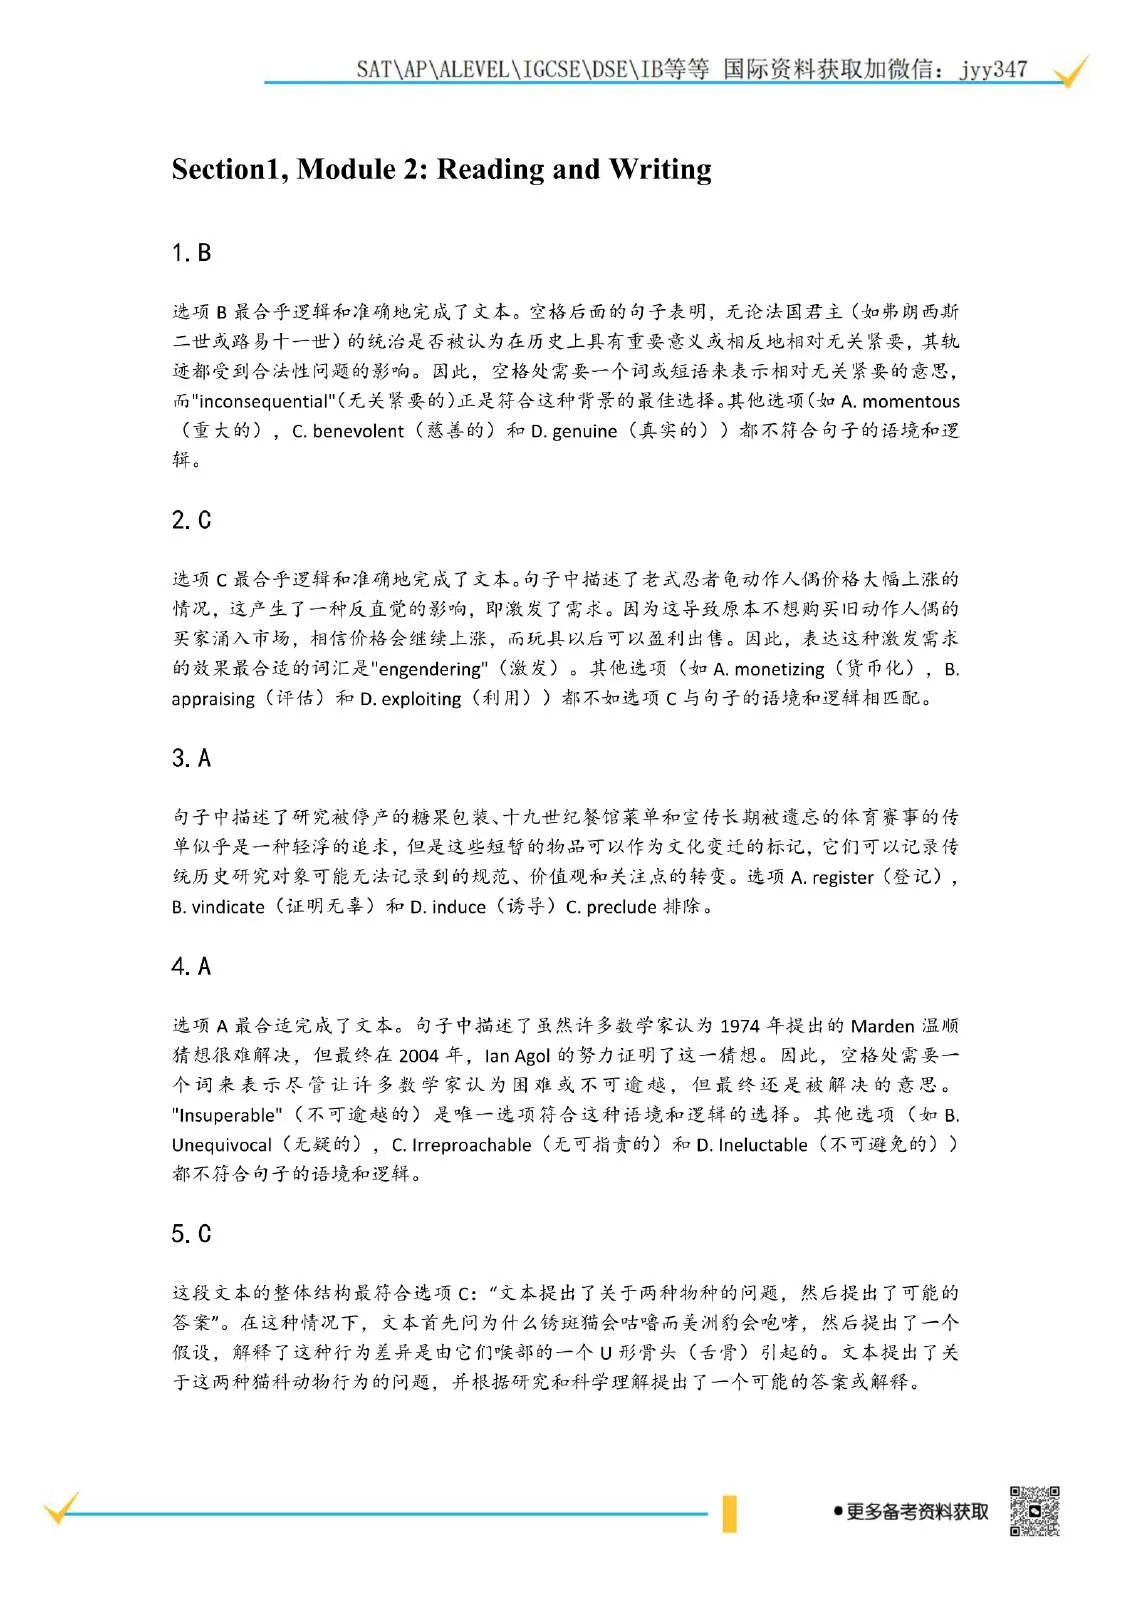 SAT\AP\ALEVEL\IGCSE\DSE\IB等等 国际资料获取加微信：jyy347
Section1, Module 2: Reading and Writing
1. B
选项 B 最合乎逻辑和准确地完成了文本。空格后面的句子表明，无论法国君主（如弗朗西斯
二世或路易十一世）的统治是否被认为在历史上具有重要意义或相反地相对无关紧要，其轨
迹都受到合法性问题的影响。因此，空格处需要一个词或短语来表示相对无关紧要的意思，
而"inconsequential"（无关紧要的）正是符合这种背景的最佳选择。其他选项（如 A. momentous
（重大的），C. benevolent（慈善的）和 D. genuine（真实的））都不符合句子的语境和逻
辑。
2. C
选项 C 最合乎逻辑和准确地完成了文本。句子中描述了老式忍者龟动作人偶价格大幅上涨的
情况，这产生了一种反直觉的影响，即激发了需求。因为这导致原本不想购买旧动作人偶的
买家涌入市场，相信价格会继续上涨，而玩具以后可以盈利出售。因此，表达这种激发需求
的效果最合适的词汇是"engendering"（激发）。其他选项（如 A. monetizing（货币化），B.
appraising（评估）和 D. exploiting（利用））都不如选项 C 与句子的语境和逻辑相匹配。
3. A
句子中描述了研究被停产的糖果包装、十九世纪餐馆菜单和宣传长期被遗忘的体育赛事的传
单似乎是一种轻浮的追求，但是这些短暂的物品可以作为文化变迁的标记，它们可以记录传
统历史研究对象可能无法记录到的规范、价值观和关注点的转变。选项 A. register（登记），
B. vindicate（证明无辜）和 D. induce（诱导）C. preclude 排除。
4. A
选项 A 最合适完成了文本。句子中描述了虽然许多数学家认为 1974 年提出的 Marden 温顺
猜想很难解决，但最终在 2004 年，Ian Agol 的努力证明了这一猜想。因此，空格处需要一
个词来表示尽管让许多数学家认为困难或不可逾越，但最终还是被解决的意思。
"Insuperable"（不可逾越的）是唯一选项符合这种语境和逻辑的选择。其他选项（如 B.
Unequivocal（无疑的），C. Irreproachable（无可指责的）和 D. Ineluctable（不可避免的））
都不符合句子的语境和逻辑。
5. C
这段文本的整体结构最符合选项 C：“文本提出了关于两种物种的问题，然后提出了可能的
答案”。在这种情况下，文本首先问为什么锈斑猫会咕噜而美洲豹会咆哮，然后提出了一个
假设，解释了这种行为差异是由它们喉部的一个 U 形骨头（舌骨）引起的。文本提出了关
于这两种猫科动物行为的问题，并根据研究和科学理解提出了一个可能的答案或解释。
•更多备考资料获取